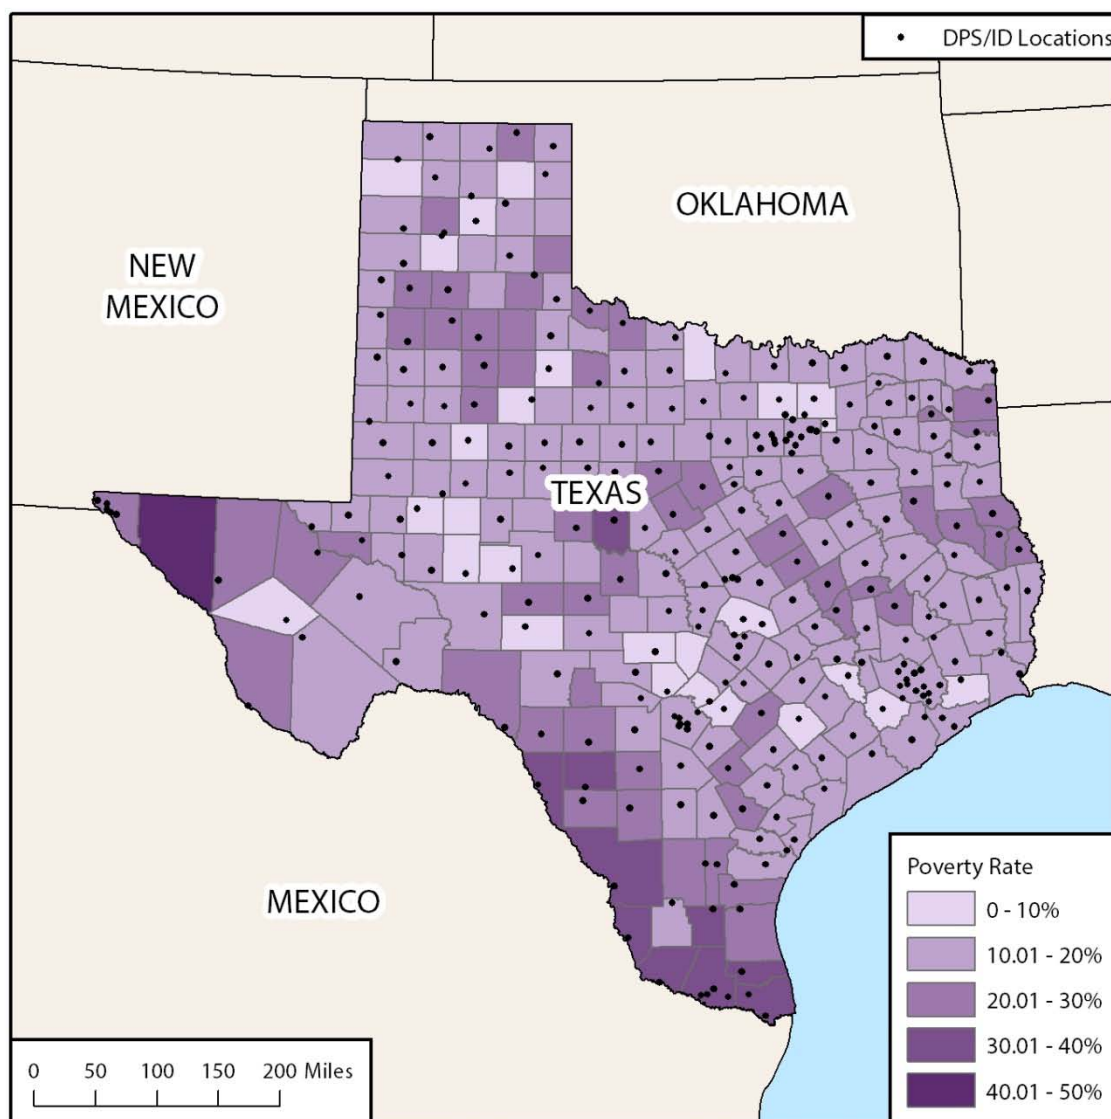 DPS/ID Locations
OKLAHOMA
NEW
MEXICO
TEXAS
MEXICO
Poverty Rate
0 - 10%
10.01 - 20%
20.01 - 30%
30.01 - 40%
40.01 - 50%
0 50 100 150 200 Miles